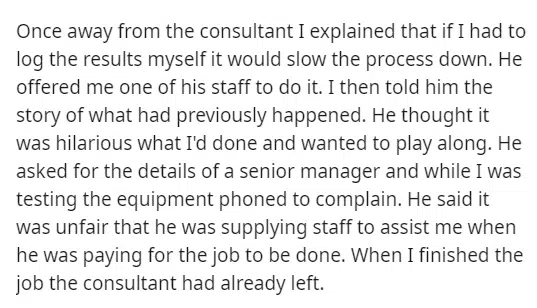 Once away from the consultant I explained that if I had to
log the results myself it would slow the process down. He
offered me one of his staff to do it. I then told him the
story of what had previously happened. He thought it
was hilarious what I'd done and wanted to play along. He
asked for the details of a senior manager and while I was
testing the equipment phoned to complain. He said it
was unfair that he was supplying staff to assist me when
he was paying for the job to be done. When I finished the
job the consultant had already left.